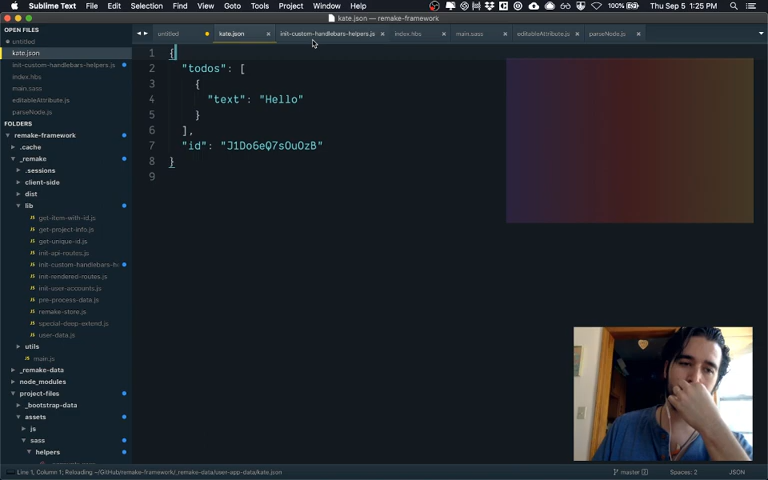 Sublime Text File Edit Selection Find View Goto Tools Project Window Help 100% Thu Sep 5 1:25 PM
kate.json — remake-framework
OPEN FILES
untitled
kate.json
init-custom-handlebars-helpers.js
index.hbs
main.sass
editableAttribute.js
parseNode.js
FOLDERS
remake-framework
.cache
_remake
.sessions
client-side
dist
lib
get-item-with-id.js
get-project-info.js
get-unique-id.js
init-api-routes.js
init-custom-handlebars-h
init-rendered-routes.js
init-user-accounts.js
pre-process-data.js
remake-store.js
special-deep-extend.js
user-data.js
utils
main.js
_remake-data
node_modules
project-files
_bootstrap-data
assets
js
sass
helpers
untitled kate.json init-custom-handlebars-helpers.js index.hbs main.sass editableAttribute.js parseNode.js
1 {
2 "todos": [
3 {
4 "text": "Hello"
5 }
6 ],
7 "id": "J1Do6eQ7sOuOzB"
8 }
9
Line 1, Column 1; Reloading ~/GitHub/remake-framework/_remake-data/user-app-data/kate.json master (2) Spaces: 2 JSON